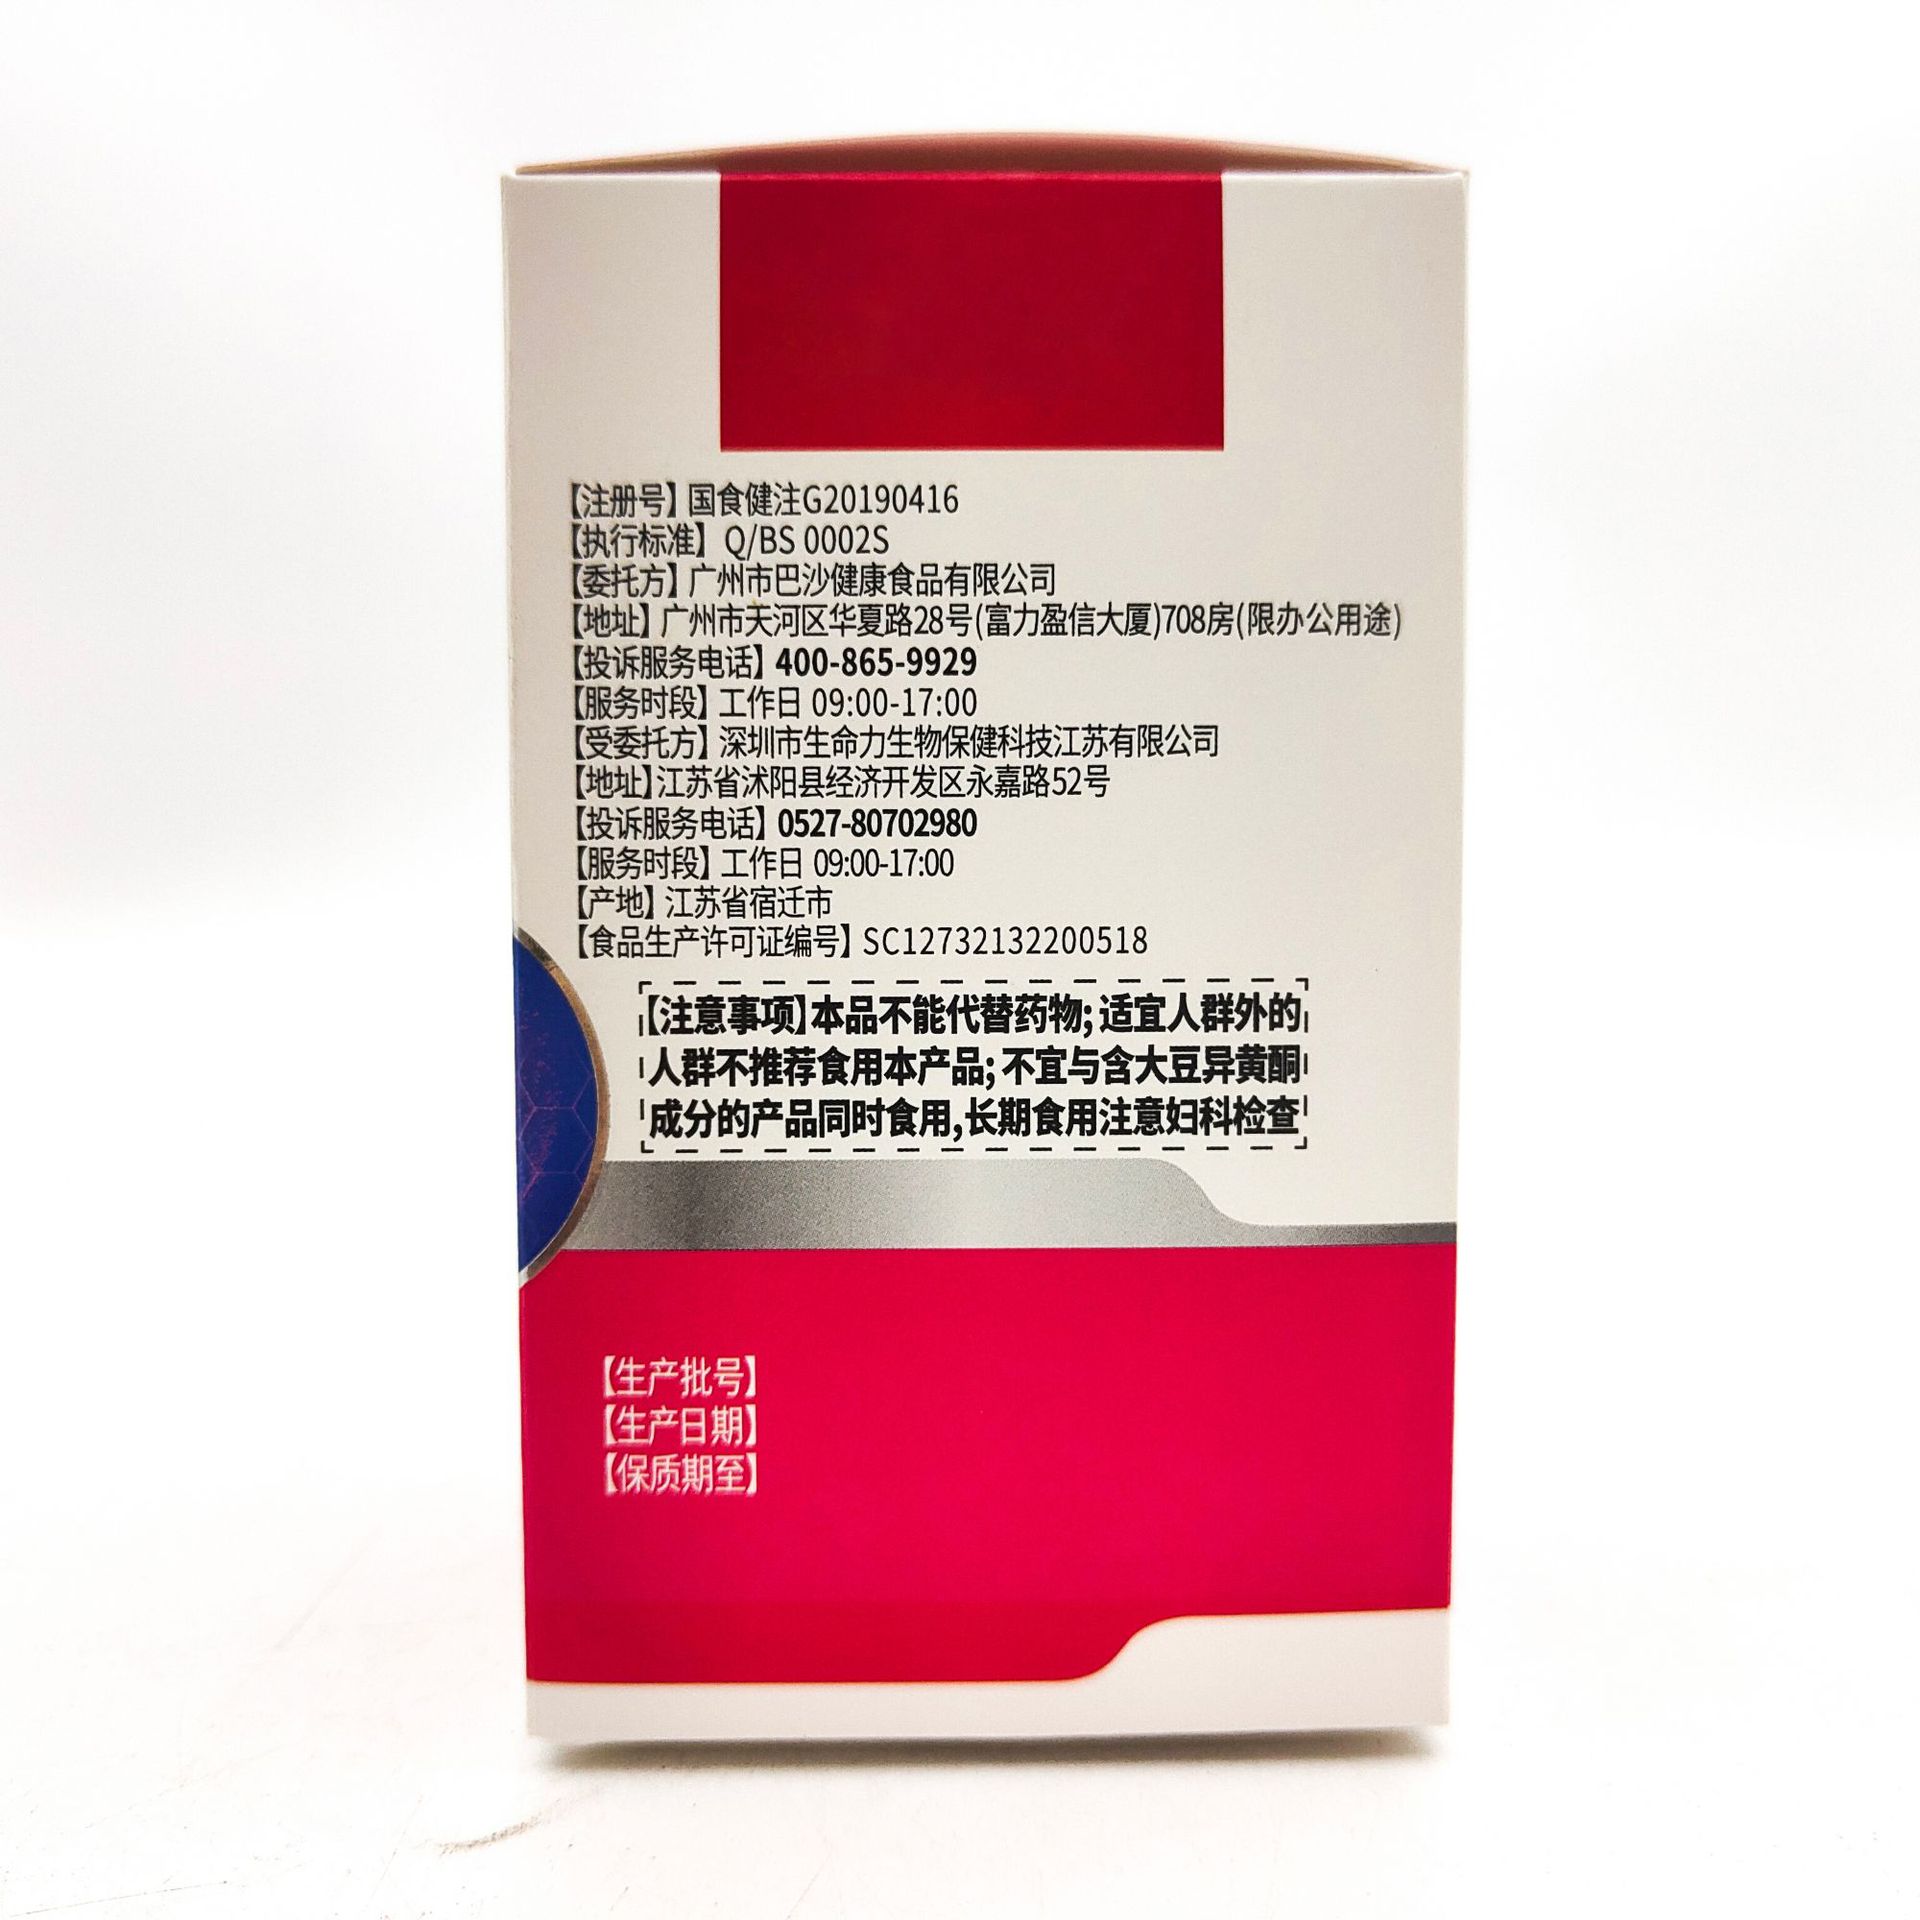 【注册号】国食健注G20190416
【执行标准】Q/BS 0002S
【委托方】广州市巴沙健康食品有限公司
【地址】广州市天河区华夏路28号(富力盈信大厦)708房(限办公用途)
【投诉服务电话】400-865-9929
【服务时段】工作日 09:00-17:00
【受委托方】深圳市生命力生物保健科技江苏有限公司
【地址】江苏省沭阳县经济开发区永嘉路52号
【投诉服务电话】0527-80702980
【服务时段】工作日 09:00-17:00
【产地】江苏省宿迁市
【食品生产许可证编号】SC12732132200518
【注意事项】本品不能代替药物;适宜人群外的
人群不推荐食用本产品;不宜与含大豆异黄酮
成分的产品同时食用,长期食用注意妇科检查
【生产批号】
【生产日期】
【保质期至】